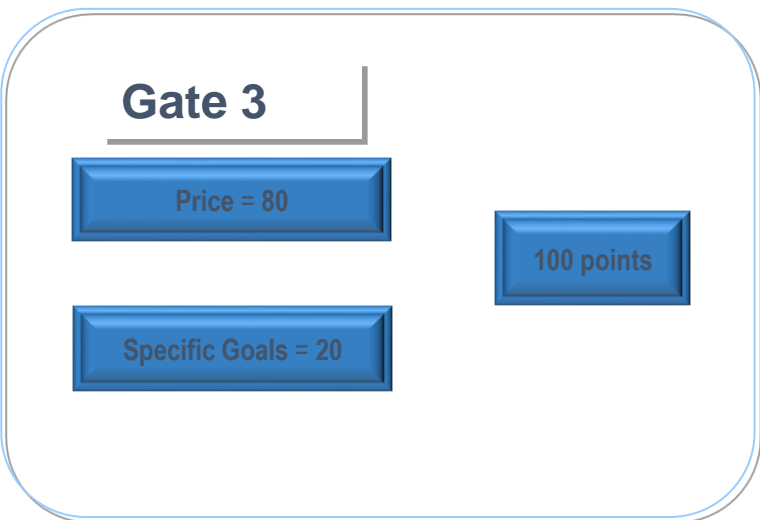 Gate 3
Price = 80
100 points
Specific Goals = 20